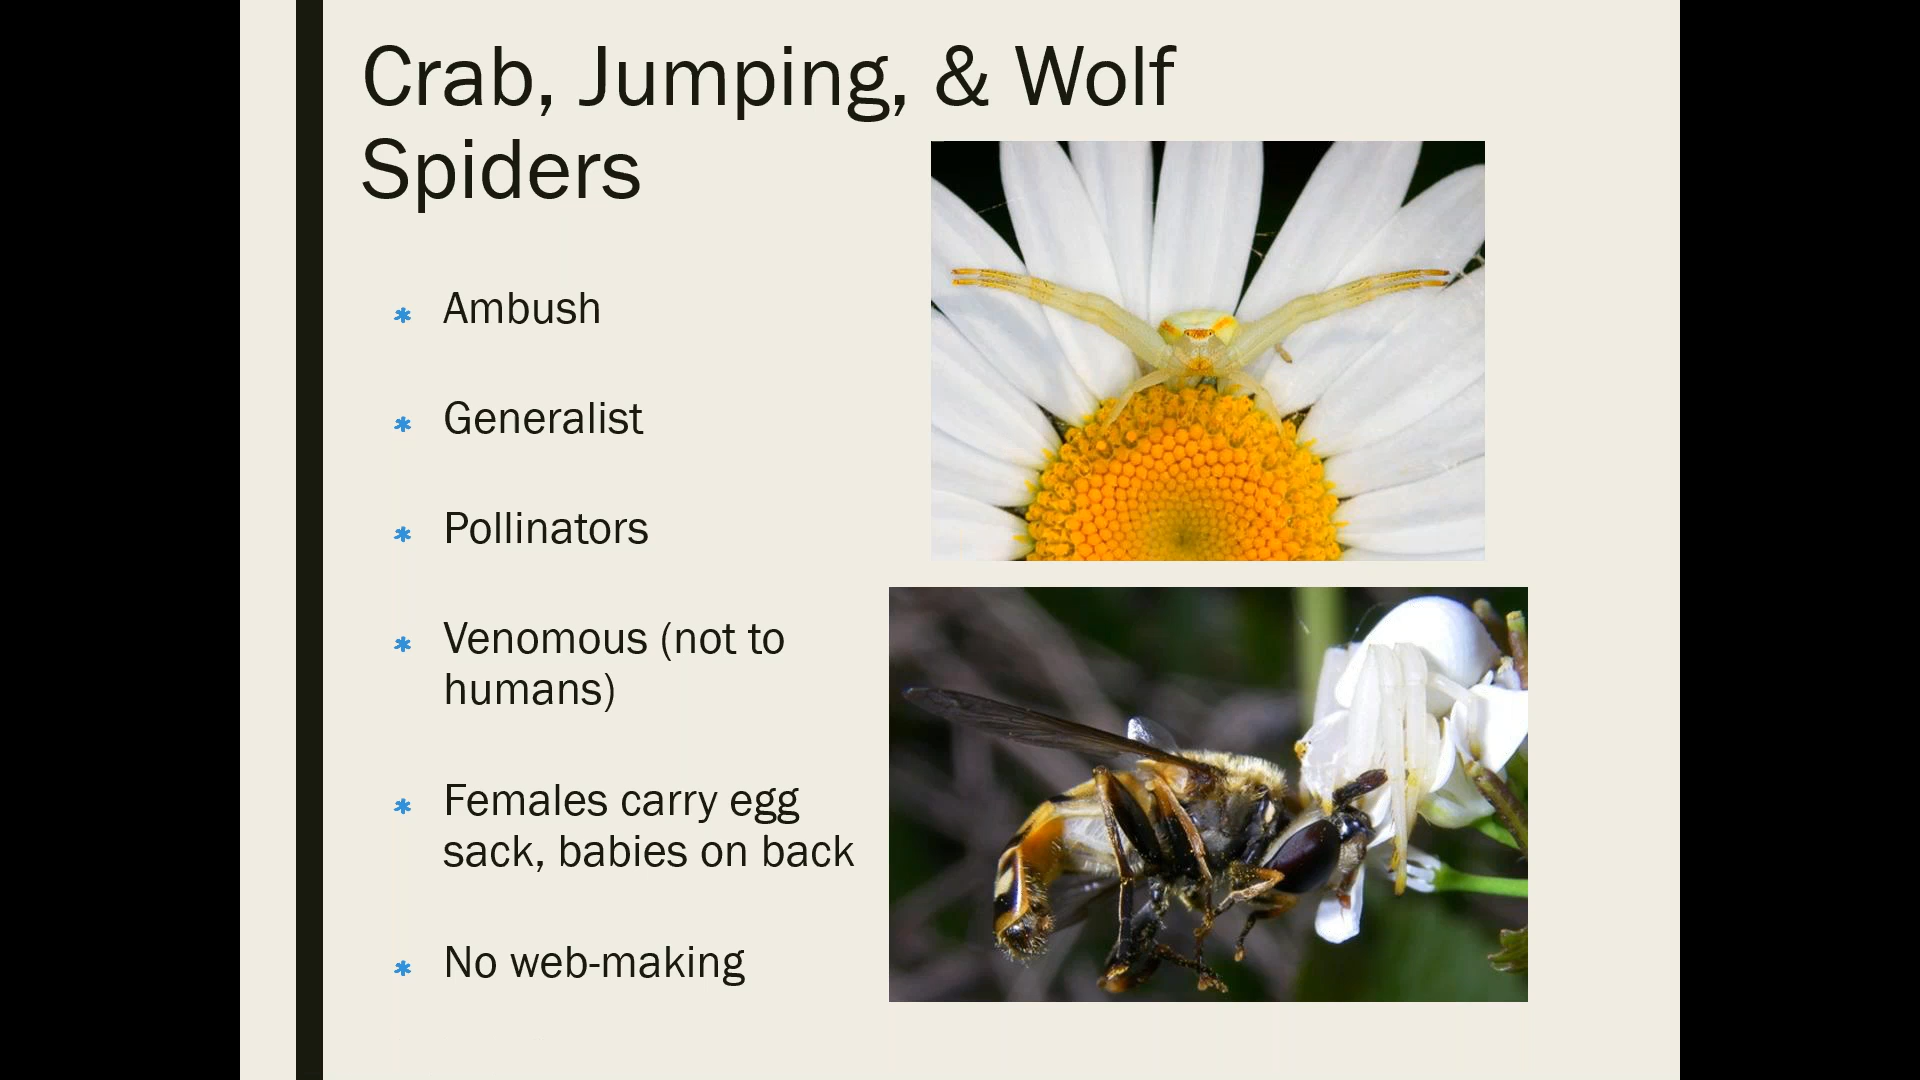 Crab, Jumping, & Wolf
Spiders
* Ambush
* Generalist
* Pollinators
* Venomous (not to
humans)
* Females carry egg
sack, babies on back
* No web-making